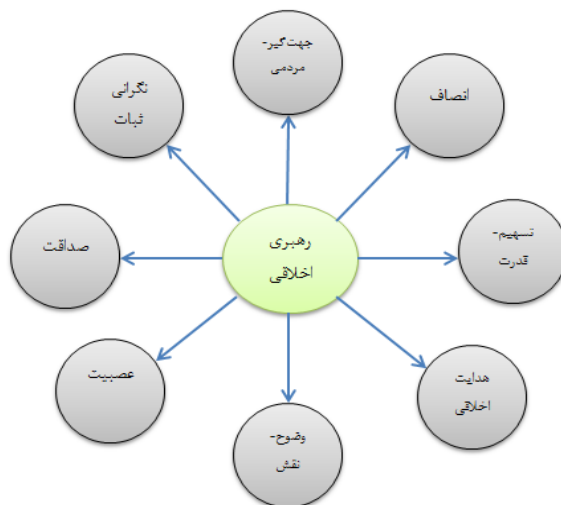 جهت‌گیر-
مردمی
انصاف
تسهیم-
قدرت
هدایت
اخلاقی
وضوح-
نقش
عصبیت
صداقت
نگرانی
ثبات
رهبری
اخلاقی